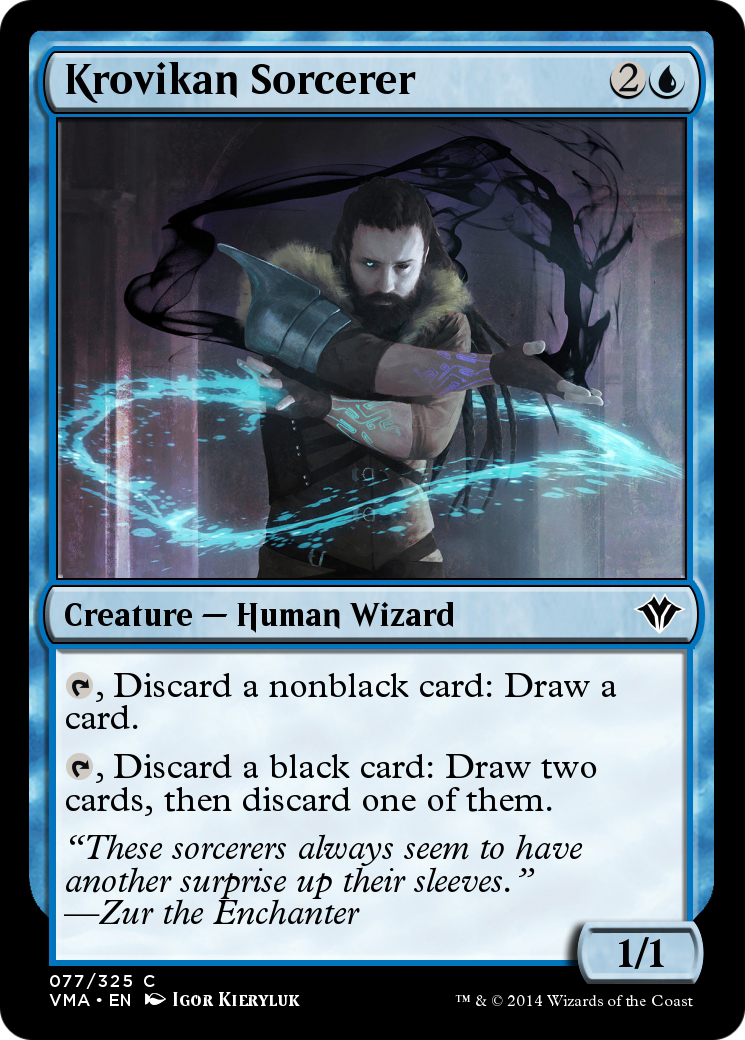 Krovikan Sorcerer 2
Creature — Human Wizard
, Discard a nonblack card: Draw a
card.
, Discard a black card: Draw two
cards, then discard one of them.
“These sorcerers always seem to have
another surprise up their sleeves.”
—Zur the Enchanter
1/1
077/325 C
VMA • EN Igor Kieryluk ™ & © 2014 Wizards of the Coast